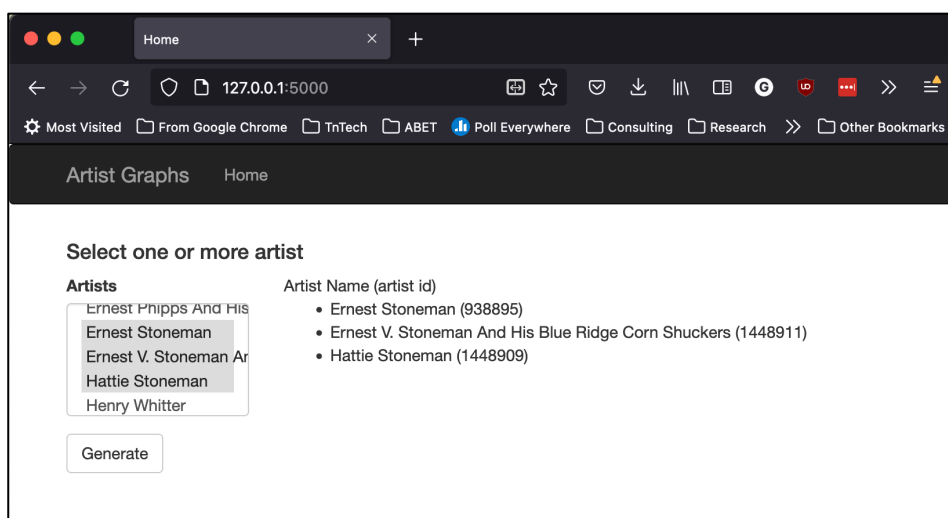 Home
127.0.0.1:5000
G
Most Visited From Google Chrome TnTech ABET Poll Everywhere Consulting Research Other Bookmarks
Artist Graphs Home
Select one or more artist
Artists
Artist Name (artist id)
Ernest Phipps And His
Ernest Stoneman
Ernest V. Stoneman Ar
Hattie Stoneman
Henry Whitter
• Ernest Stoneman (938895)
• Ernest V. Stoneman And His Blue Ridge Corn Shuckers (1448911)
• Hattie Stoneman (1448909)
Generate